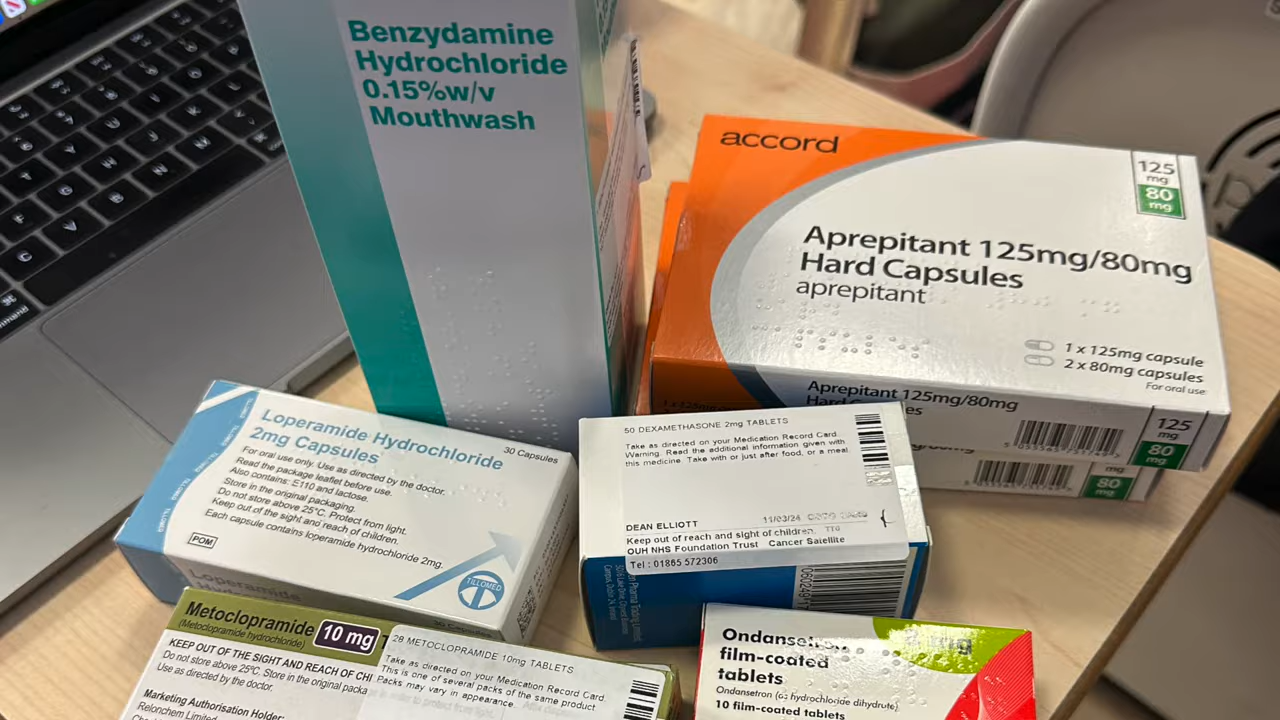 Benzydamine
Hydrochloride
0.15%w/v
Mouthwash
accord
125
mg
80
mg
Aprepitant 125mg/80mg
Hard Capsules
aprepitant
1 x 125mg capsule
2 x 80mg capsules
For oral use
Aprepitant 125mg/80mg
125
mg
80
mg
mg
80
mg
Loperamide Hydrochloride
2mg Capsules
30 Capsules
For oral use only. Use as directed by the doctor.
Read the package leaflet before use.
Also contains: E110 and lactose.
Store in the original packaging.
Do not store above 25°C. Protect from light.
Keep out of the sight and reach of children.
Each capsule contains loperamide hydrochloride 2mg.
POM
TILLOMED
Loperamide
30 Capsules
50 DEXAMETHASONE 2mg TABLETS
Take as directed on your Medication Record Card.
Warning. Read the additional information given with
this medicine. Take with or just after food, or a meal.
DEAN ELLIOTT
11/03/24
Keep out of reach and sight of children.
OUH NHS Foundation Trust Cancer Satellite
Tel : 01865 572306
Metoclopramide 10 mg
(Metoclopramide hydrochloride)
KEEP OUT OF THE SIGHT AND REACH OF
Do not store above 25°C. Store in the original
Use as directed by the doctor.
Marketing Authorisation Holder:
Relonchem Limited
28 METOCLOPRAMIDE 10mg TABLETS
Take as directed on your Medication Record Card.
This is one of several packs of the same product
Packs may vary in appearance.
film-coated
tablets
Ondansetron (as hydrochloride dihydrate)
10 film-coated tablets